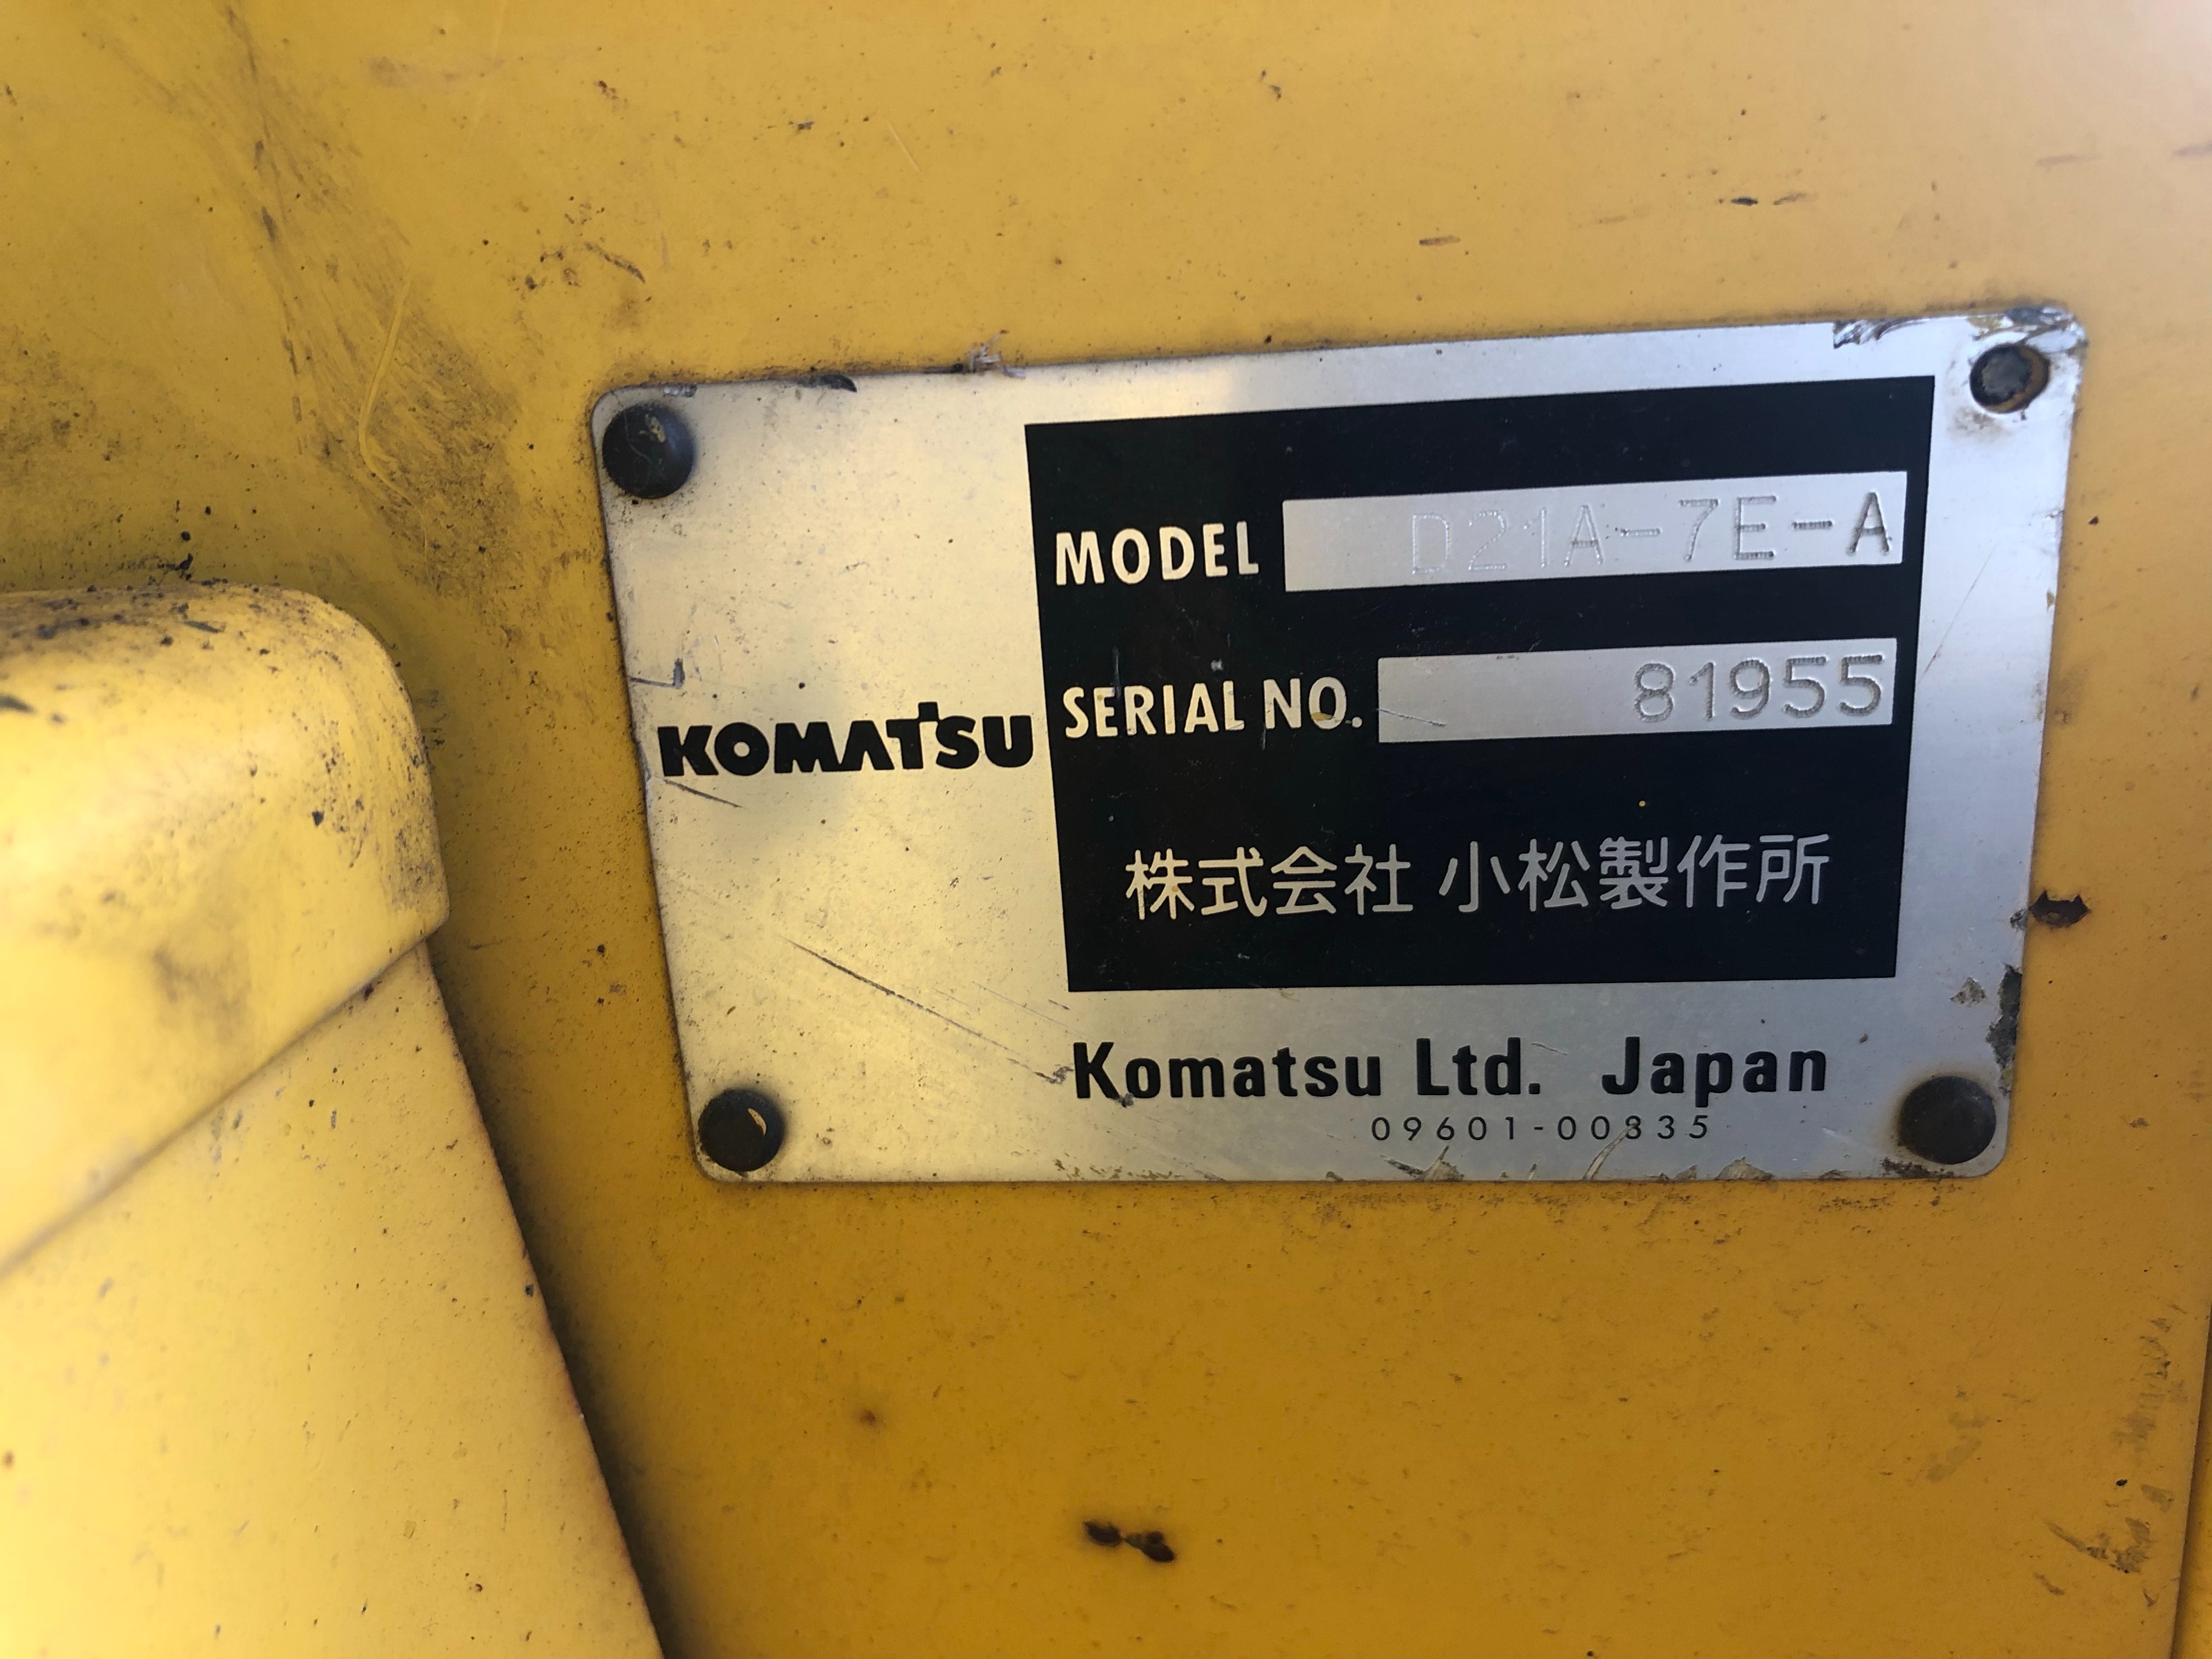 MODEL D21A-7E-A
SERIAL NO. 81955
KOMATSU
株式会社 小松製作所
Komatsu Ltd. Japan
09601-00835